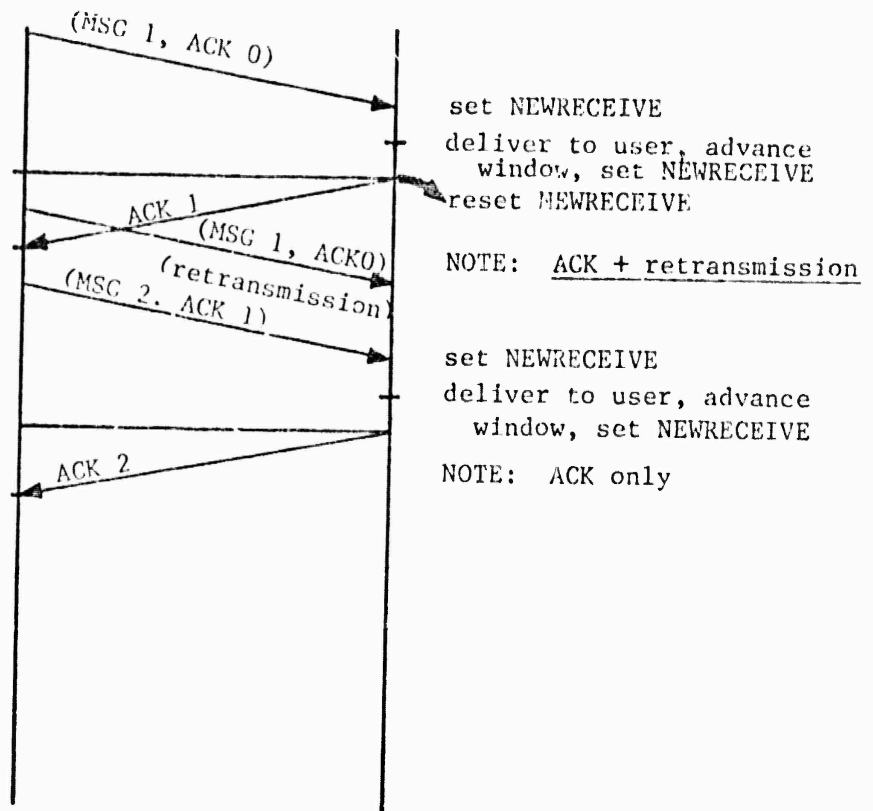 (MSG 1, ACK 0)
set NEWRECEIVE
deliver to user, advance
window, set NEWRECEIVE
reset NEWRECEIVE
ACK 1
(MSG 1, ACK0)
(retransmission)
NOTE: ACK + retransmission
(MSG 2. ACK 1)
set NEWRECEIVE
deliver to user, advance
window, set NEWRECEIVE
ACK 2
NOTE: ACK only